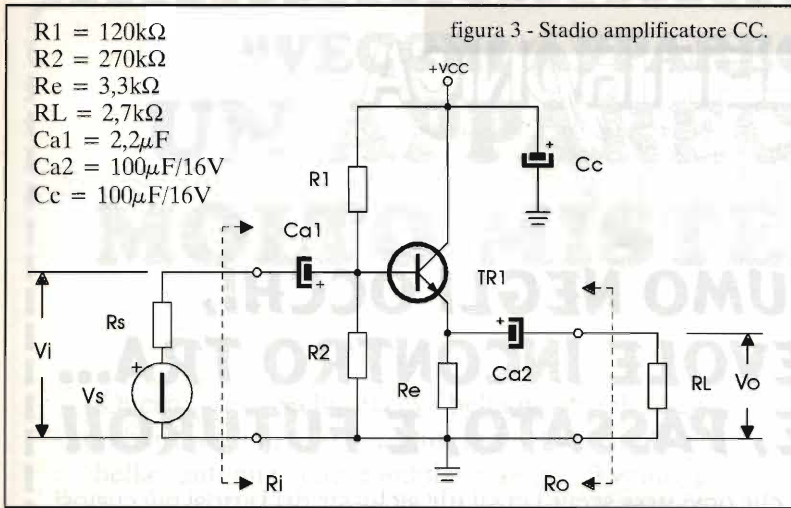 figura 3 - Stadio amplificatore CC.
R1 = 120kΩ
R2 = 270kΩ
Re = 3,3kΩ
RL = 2,7kΩ
Ca1 = 2,2μF
Ca2 = 100μF/16V
Cc = 100μF/16V
+VCC
+
Cc
R1
Ca1
+
TR1
Rs
Vi
+
Vs
R2
Re
+
Ca2
RL
Vo
Ri
Ro